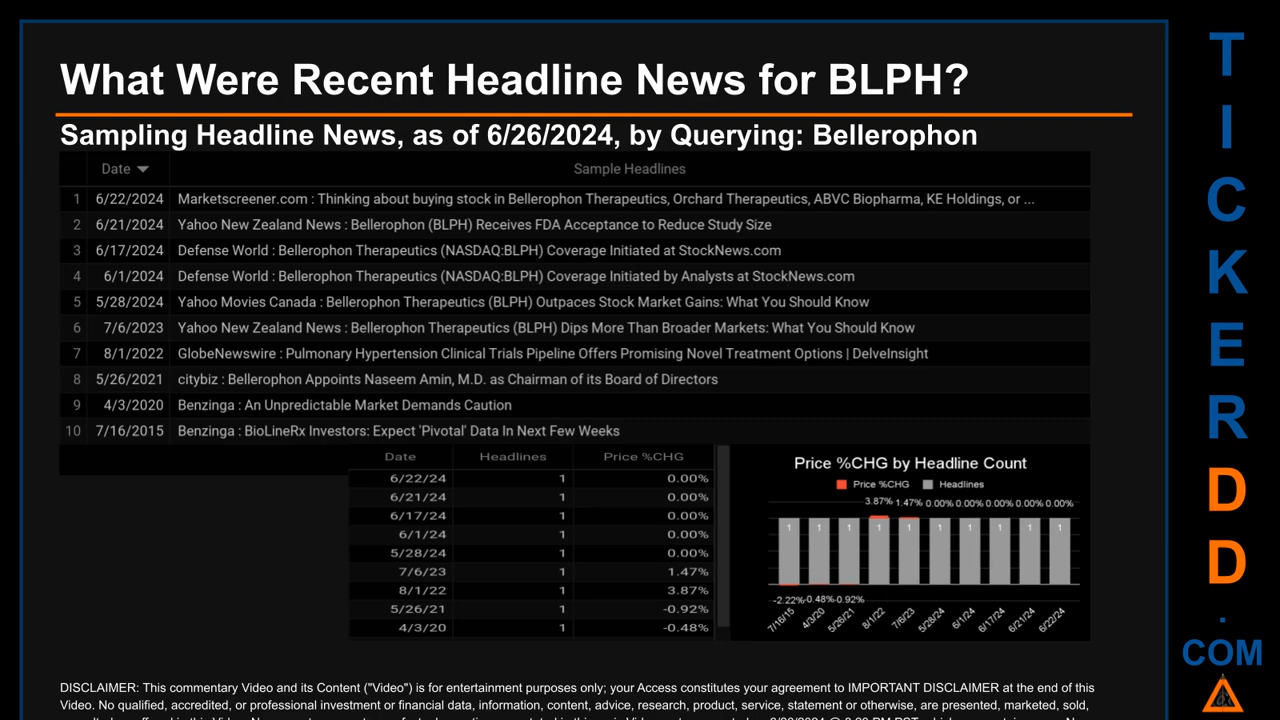 What Were Recent Headline News for BLPH?
Sampling Headline News, as of 6/26/2024, by Querying: Bellerophon
Date Sample Headlines
1 6/22/2024 Marketscreener.com : Thinking about buying stock in Bellerophon Therapeutics, Orchard Therapeutics, ABVC Biopharma, KE Holdings, or ...
2 6/21/2024 Yahoo New Zealand News : Bellerophon (BLPH) Receives FDA Acceptance to Reduce Study Size
3 6/17/2024 Defense World : Bellerophon Therapeutics (NASDAQ:BLPH) Coverage Initiated at StockNews.com
4 6/1/2024 Defense World : Bellerophon Therapeutics (NASDAQ:BLPH) Coverage Initiated by Analysts at StockNews.com
5 5/28/2024 Yahoo Movies Canada : Bellerophon Therapeutics (BLPH) Outpaces Stock Market Gains: What You Should Know
6 7/6/2023 Yahoo New Zealand News : Bellerophon Therapeutics (BLPH) Dips More Than Broader Markets: What You Should Know
7 8/1/2022 GlobeNewswire : Pulmonary Hypertension Clinical Trials Pipeline Offers Promising Novel Treatment Options | DelveInsight
8 5/26/2021 citybiz : Bellerophon Appoints Naseem Amin, M.D. as Chairman of its Board of Directors
9 4/3/2020 Benzinga : An Unpredictable Market Demands Caution
10 7/16/2015 Benzinga : BioLineRx Investors: Expect 'Pivotal' Data In Next Few Weeks
Date Headlines Price %CHG
6/22/24 1 0.00%
6/21/24 1 0.00%
6/17/24 1 0.00%
6/1/24 1 0.00%
5/28/24 1 0.00%
7/6/23 1 1.47%
8/1/22 1 3.87%
5/26/21 1 -0.92%
4/3/20 1 -0.48%
Price %CHG by Headline Count
Price %CHG Headlines
3.87% 1.47% 0.00% 0.00% 0.00% 0.00% 0.00%
1 1 1 1 1 1 1 1 1 1
-2.22% -0.48% -0.92%
7/16/15 4/3/20 5/26/21 8/1/22 7/6/23 5/28/24 6/1/24 6/17/24 6/21/24 6/22/24
DISCLAIMER: This commentary Video and its Content ("Video") is for entertainment purposes only; your Access constitutes your agreement to IMPORTANT DISCLAIMER at the end of this
Video. No qualified, accredited, or professional investment or financial data, information, content, advice, research, product, service, statement or otherwise, are presented, marketed, sold,
T
I
C
K
E
R
D
D
.
COM